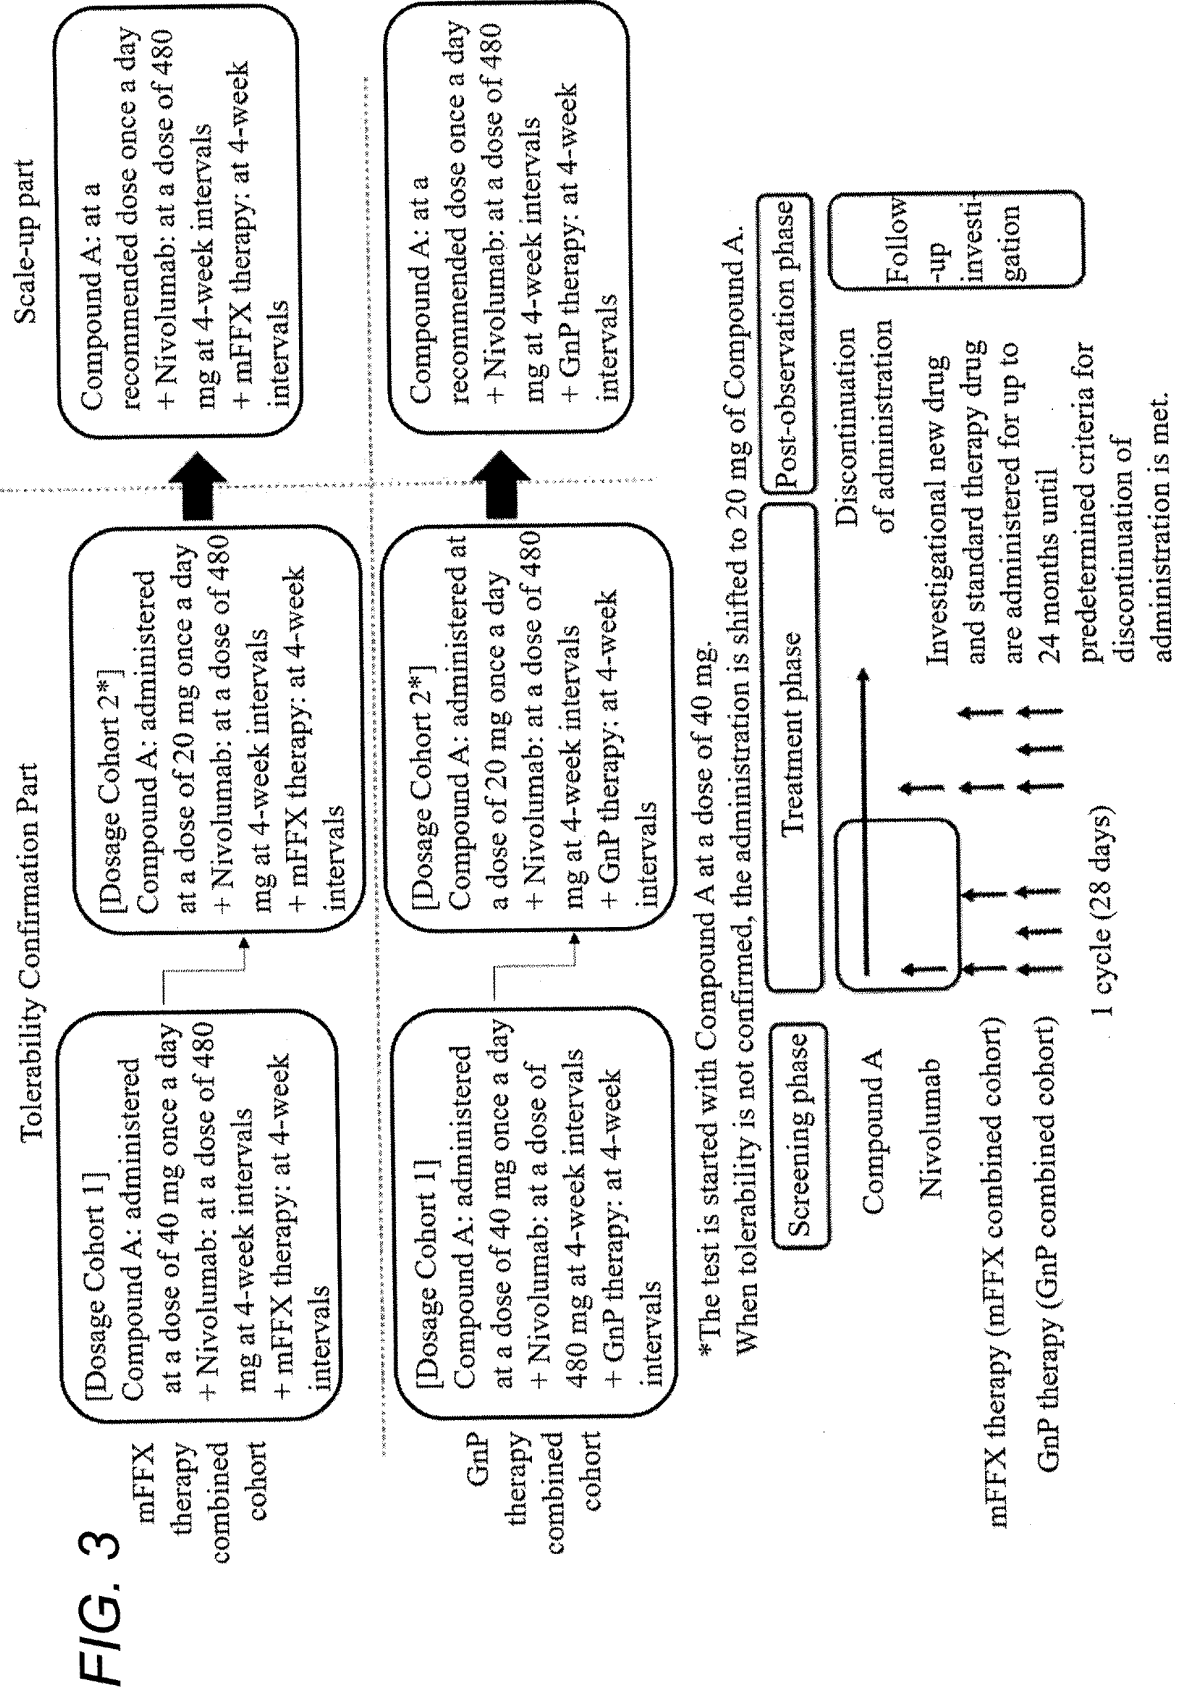 FIG. 3
Tolerability Confirmation Part
Scale-up part
mFFX
therapy
combined
cohort
[Dosage Cohort 1]
Compound A: administered
at a dose of 40 mg once a day
+ Nivolumab: at a dose of 480
mg at 4-week intervals
+ mFFX therapy: at 4-week
intervals
[Dosage Cohort 2*]
Compound A: administered
at a dose of 20 mg once a day
+ Nivolumab: at a dose of 480
mg at 4-week intervals
+ mFFX therapy: at 4-week
intervals
Compound A: at a
recommended dose once a day
+ Nivolumab: at a dose of 480
mg at 4-week intervals
+ mFFX therapy: at 4-week
intervals
GnP
therapy
combined
cohort
[Dosage Cohort 1]
Compound A: administered
at a dose of 40 mg once a day
+ Nivolumab: at a dose of
480 mg at 4-week intervals
+ GnP therapy: at 4-week
intervals
[Dosage Cohort 2*]
Compound A: administered at
a dose of 20 mg once a day
+ Nivolumab: at a dose of 480
mg at 4-week intervals
+ GnP therapy: at 4-week
intervals
Compound A: at a
recommended dose once a day
+ Nivolumab: at a dose of 480
mg at 4-week intervals
+ GnP therapy: at 4-week
intervals
*The test is started with Compound A at a dose of 40 mg.
When tolerability is not confirmed, the administration is shifted to 20 mg of Compound A.
Screening phase
Treatment phase
Post-observation phase
Compound A
Nivolumab
mFFX therapy (mFFX combined cohort)
GnP therapy (GnP combined cohort)
1 cycle (28 days)
Discontinuation
of administration
Investigational new drug
and standard therapy drug
are administered for up to
24 months until
predetermined criteria for
discontinuation of
administration is met.
Follow
-up
investi-
gation